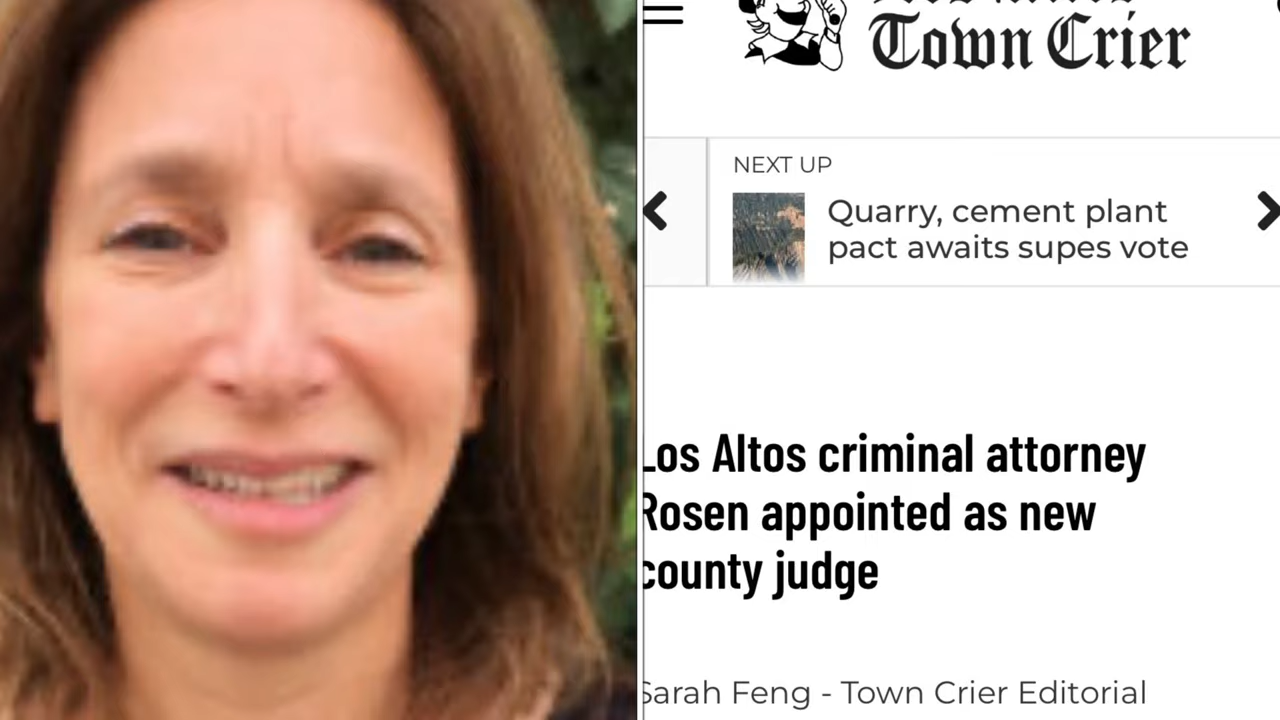 Town Crier
NEXT UP
Quarry, cement plant
pact awaits supes vote
Los Altos criminal attorney
Rosen appointed as new
county judge
Sarah Feng - Town Crier Editorial